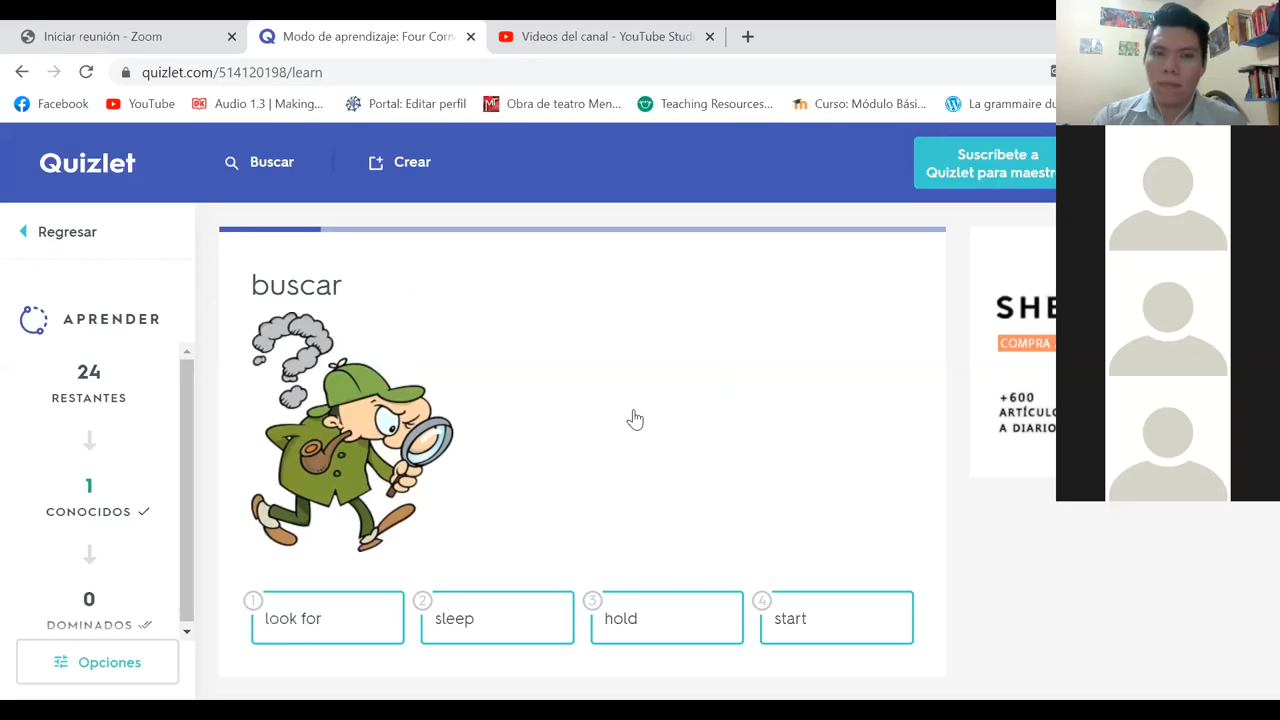 Iniciar reunión - Zoom
Modo de aprendizaje: Four Corn
Videos del canal - YouTube Studi
quizlet.com/514120198/learn
Facebook
YouTube
DK Audio 1.3 | Making...
Portal: Editar perfil
MT Obra de teatro Men...
Teaching Resources...
Curso: Módulo Bási...
La grammaire du
Quizlet
Buscar
Crear
Suscríbete a
Quizlet para maestr
Regresar
APRENDER
24
RESTANTES
1
CONOCIDOS
0
DOMINADOS
Opciones
buscar
1 look for
2 sleep
3 hold
4 start
SHE
COMPRA A
+600
ARTÍCULO
A DIARIO